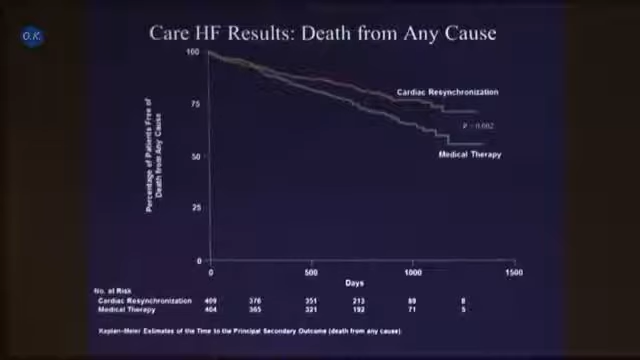 O.K.
Care HF Results: Death from Any Cause
100
75
50
25
0
Percentage of Patients Free of
Death from Any Cause
Cardiac Resynchronization
P = 0.002
Medical Therapy
0 500 1000 1500
Days
No. at Risk
Cardiac Resynchronization 409 376 351 213 89 8
Medical Therapy 404 365 321 192 71 5
Kaplan–Meier Estimates of the Time to the Principal Secondary Outcome (death from any cause)